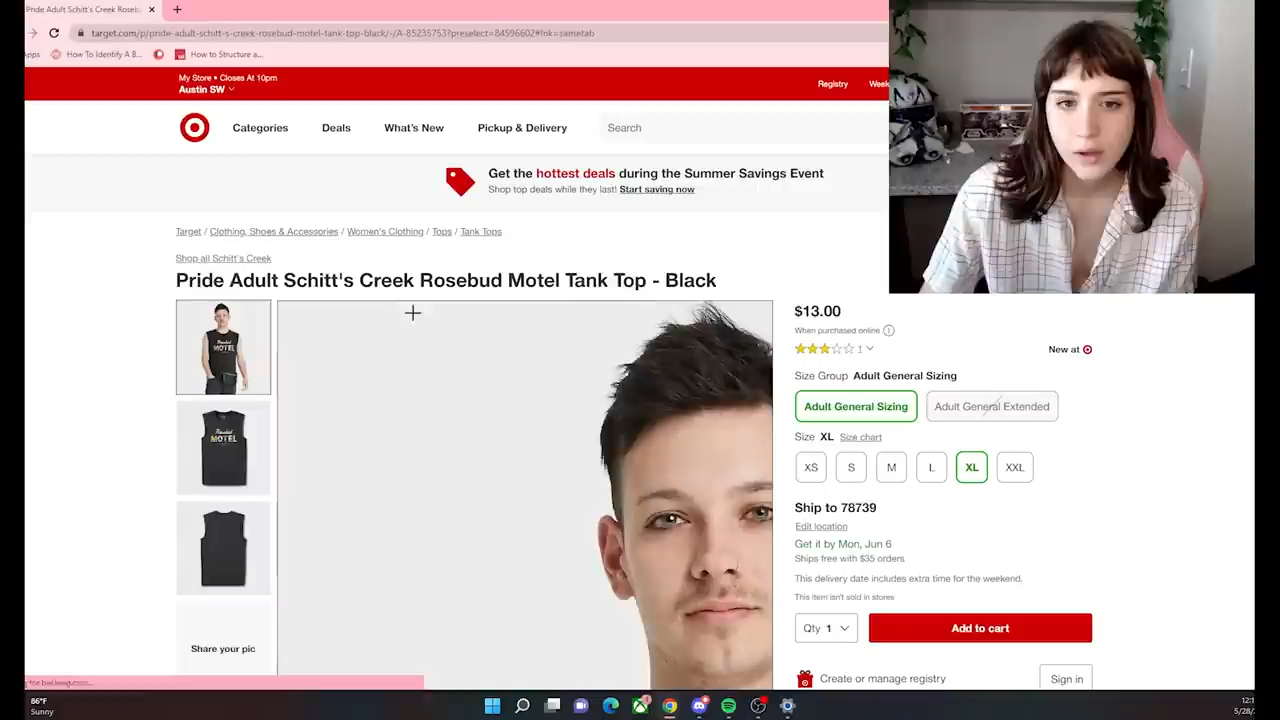 Pride Adult Schitt's Creek Rosebud
target.com/p/pride-adult-schitt-s-creek-rosebud-motel-tank-top-black/-/A-85235753?preselect=84596602#lnk=sametab
How To Identify A B...
How to Structure a...
My Store • Closes At 10pm
Austin SW
Registry
Categories
Deals
What's New
Pickup & Delivery
Search
Get the hottest deals during the Summer Savings Event
Shop top deals while they last! Start saving now
Target / Clothing, Shoes & Accessories / Women's Clothing / Tops / Tank Tops
Shop all Schitt's Creek
Pride Adult Schitt's Creek Rosebud Motel Tank Top - Black
Rosebud
MOTEL
Rosebud
MOTEL
Share your pic
$13.00
When purchased online
1
New at
Size Group Adult General Sizing
Adult General Sizing
Adult General Extended
Size XL Size chart
XS
S
M
L
XL
XXL
Ship to 78739
Edit location
Get it by Mon, Jun 6
Ships free with $35 orders
This delivery date includes extra time for the weekend.
This item isn't sold in stores
Qty 1
Add to cart
Create or manage registry
Sign in
86°F
Sunny